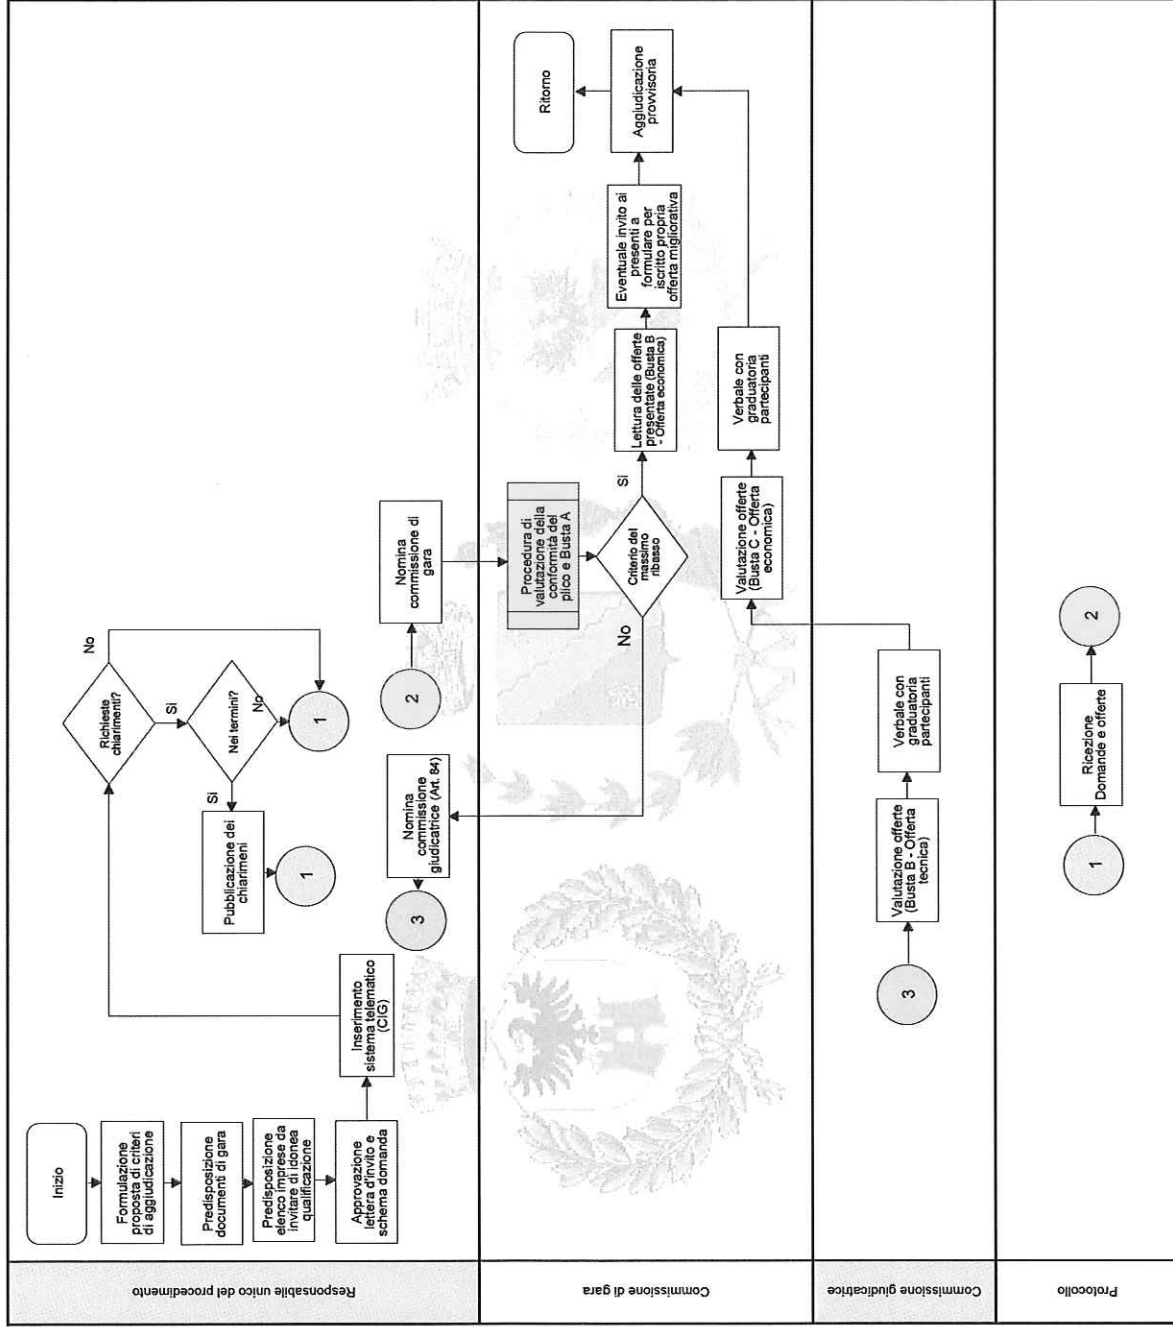 Responsabile unico del procedimento
Inizio
Formulazione
proposta di criteri
di aggiudicazione
Predisposizione
documenti di gara
Predisposizione
elenco imprese da
invitare di idonea
qualificazione
Approvazione
lettera d'invito e
schema domanda
Inserimento
sistema telematico
(CIG)
Richieste
chiarimenti?
No
Si
Nei termini?
No
Si
Pubblicazione dei
chiarimeni
1
1
2
Nomina
commissione di
gara
Nomina
commissione
giudicatrice (Art. 84)
3
Commissione di gara
Procedura di
valutazione della
conformità del
plico e Busta A
Criterio del
massimo
ribasso
No
Si
Lettura delle offerte
presentate (Busta B
- Offerta economica)
Eventuale invito ai
presenti a
formulare per
iscritto propria
offerta migliorativa
Aggiudicazione
provvisoria
Ritorno
Valutazione offerte
(Busta C - Offerta
economica)
Verbale con
graduatoria
partecipanti
Commissione giudicatrice
3
Valutazione offerte
(Busta B - Offerta
tecnica)
Verbale con
graduatoria
partecipanti
Protocollo
1
Ricezione
Domande e offerte
2